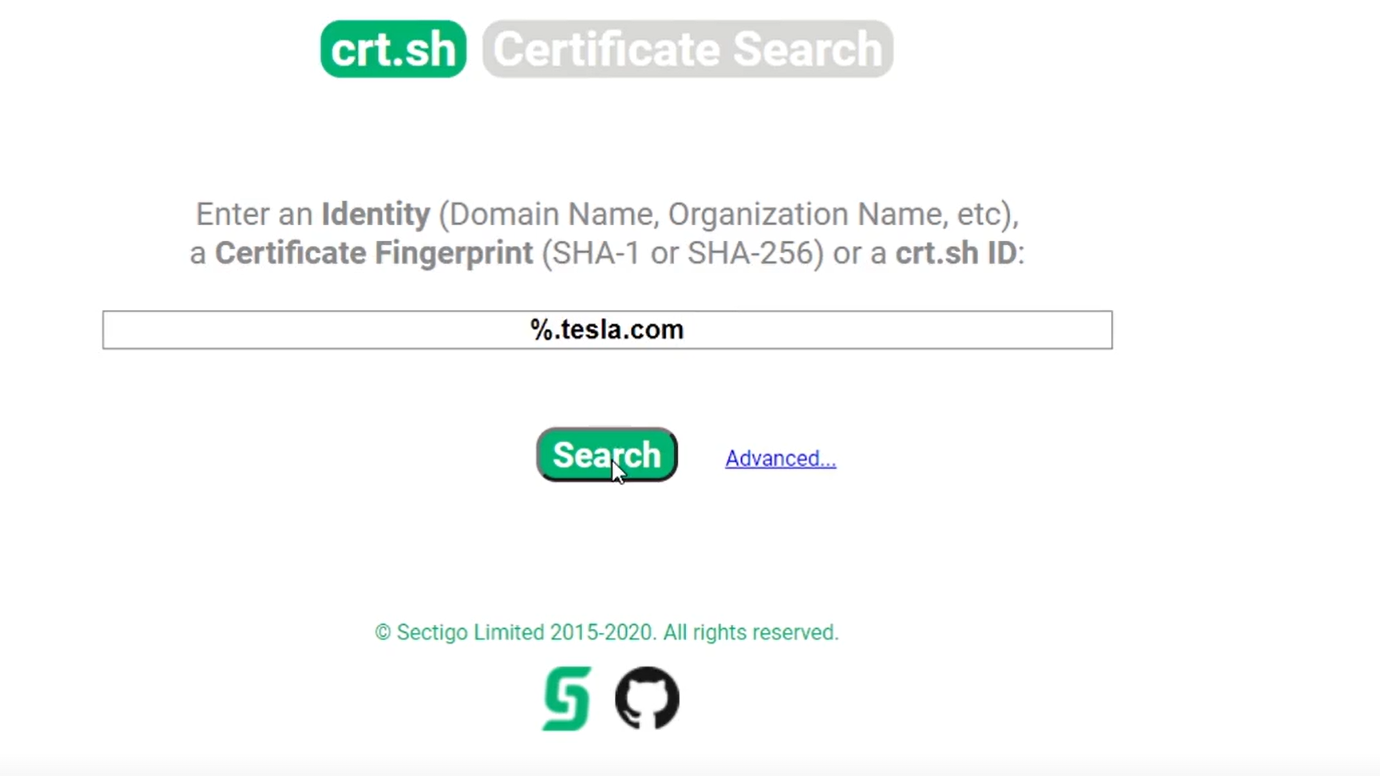 crt.sh Certificate Search
Enter an Identity (Domain Name, Organization Name, etc),
a Certificate Fingerprint (SHA-1 or SHA-256) or a crt.sh ID:
%.tesla.com
Search Advanced...
© Sectigo Limited 2015-2020. All rights reserved.